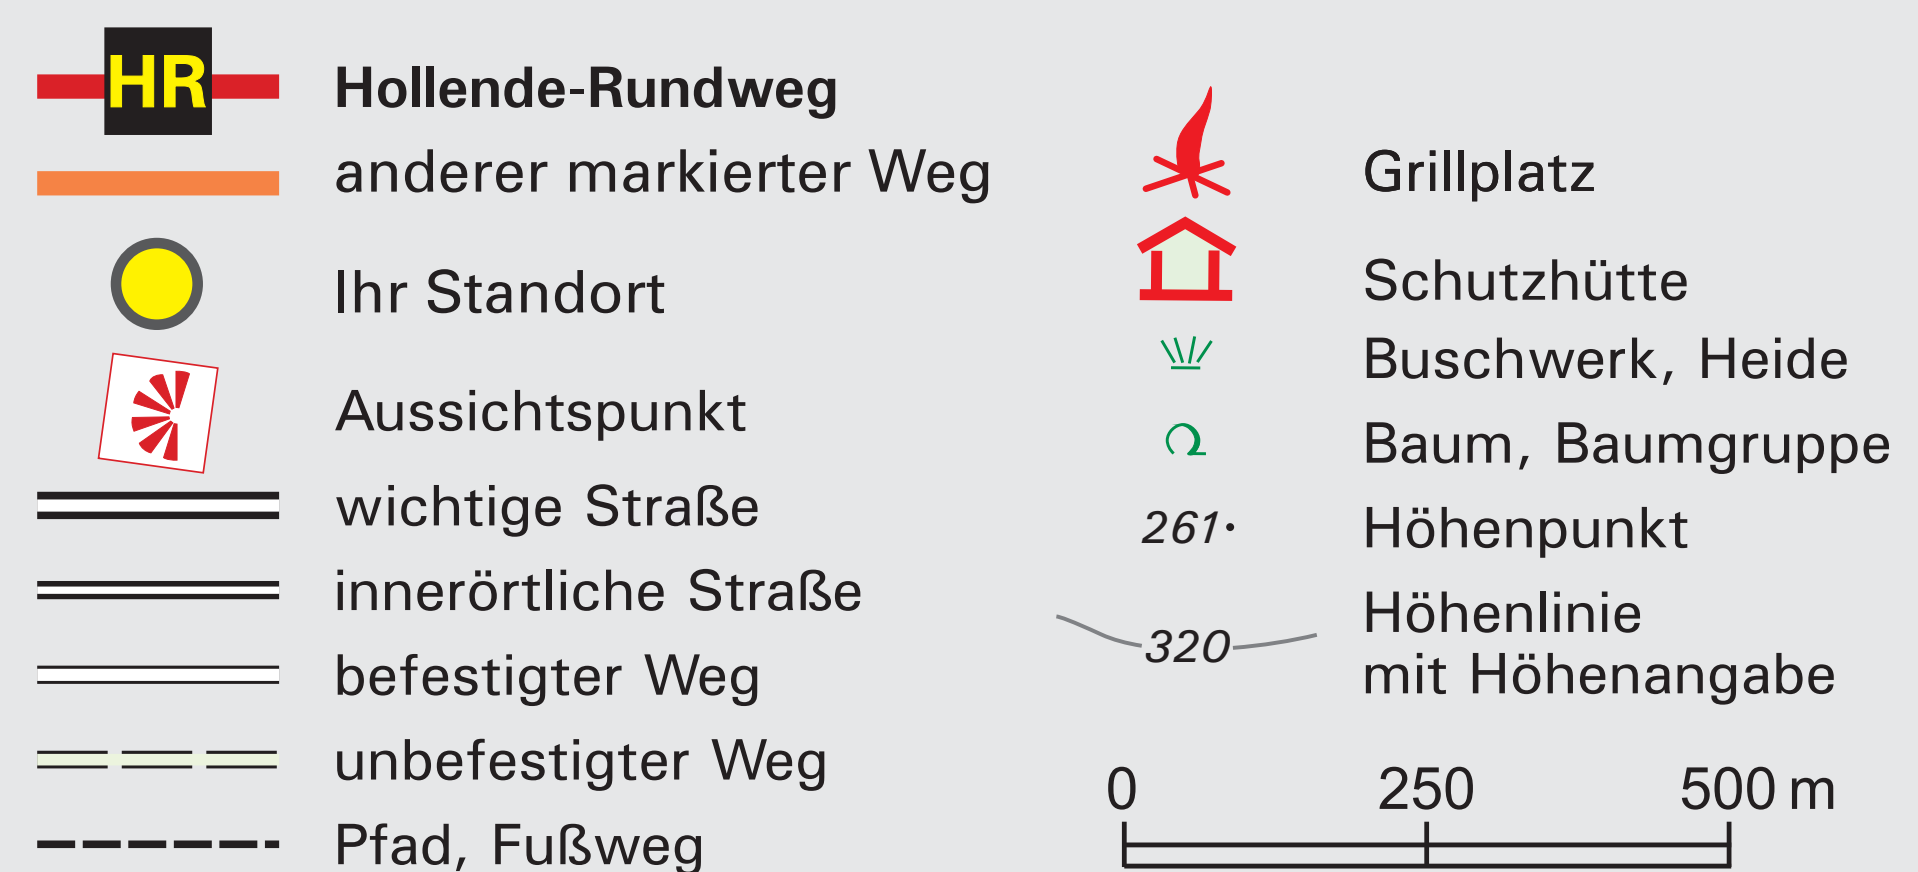 HR Hollende-Rundweg
anderer markierter Weg
Ihr Standort
Aussichtspunkt
wichtige Straße
innerörtliche Straße
befestigter Weg
unbefestigter Weg
Pfad, Fußweg
Grillplatz
Schutzhütte
Buschwerk, Heide
Baum, Baumgruppe
261 Höhenpunkt
Höhenlinie
320
mit Höhenangabe
0 250 500 m